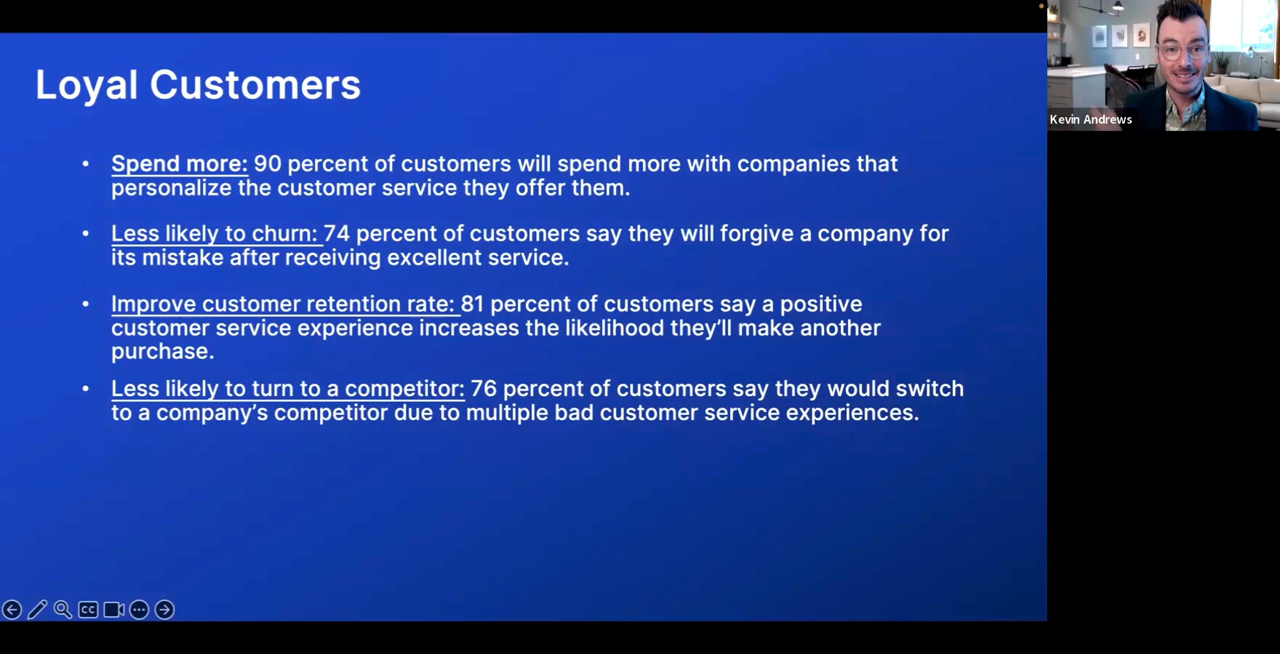 Loyal Customers
• Spend more: 90 percent of customers will spend more with companies that
personalize the customer service they offer them.
• Less likely to churn: 74 percent of customers say they will forgive a company for
its mistake after receiving excellent service.
• Improve customer retention rate: 81 percent of customers say a positive
customer service experience increases the likelihood they’ll make another
purchase.
• Less likely to turn to a competitor: 76 percent of customers say they would switch
to a company’s competitor due to multiple bad customer service experiences.
Kevin Andrews
CC